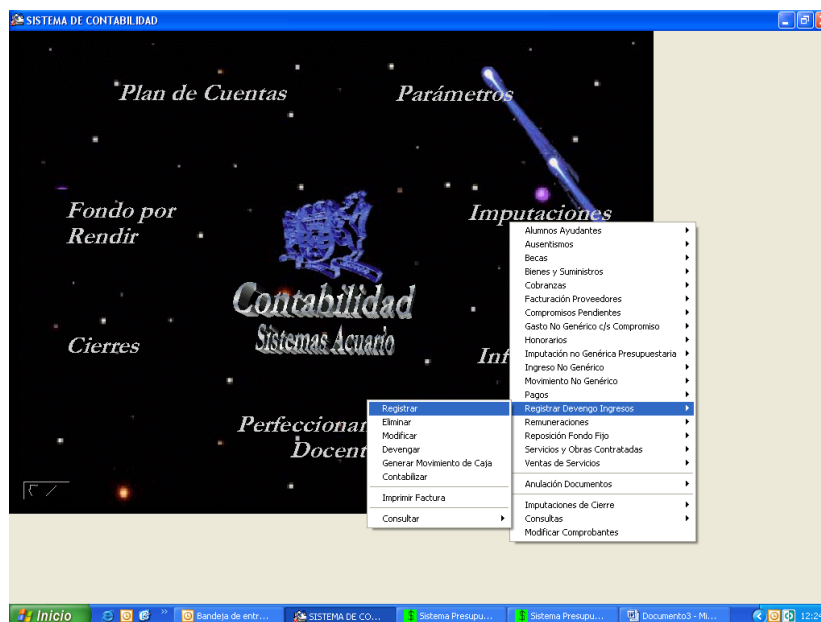 SISTEMA DE CONTABILIDAD
Plan de Cuentas
Parámetros
Fondo por
Rendir
Imputaciones
Contabilidad
Sistemas Acuario
Cierres
Inf
Perfeccionar
Docent
Alumnos Ayudantes
Ausentismos
Becas
Bienes y Suministros
Cobranzas
Facturación Proveedores
Compromisos Pendientes
Gasto No Genérico c/s Compromiso
Honorarios
Imputación no Genérica Presupuestaria
Ingreso No Genérico
Movimiento No Genérico
Pagos
Registrar Devengo Ingresos
Remuneraciones
Reposición Fondo Fijo
Servicios y Obras Contratadas
Ventas de Servicios
Anulación Documentos
Imputaciones de Cierre
Consultas
Modificar Comprobantes
Registrar
Eliminar
Modificar
Devengar
Generar Movimiento de Caja
Contabilizar
Imprimir Factura
Consultar
Inicio
Bandeja de entr...
SISTEMA DE CO...
Sistema Presupu...
Sistema Presupu...
Documento3 - Mi...
12:24